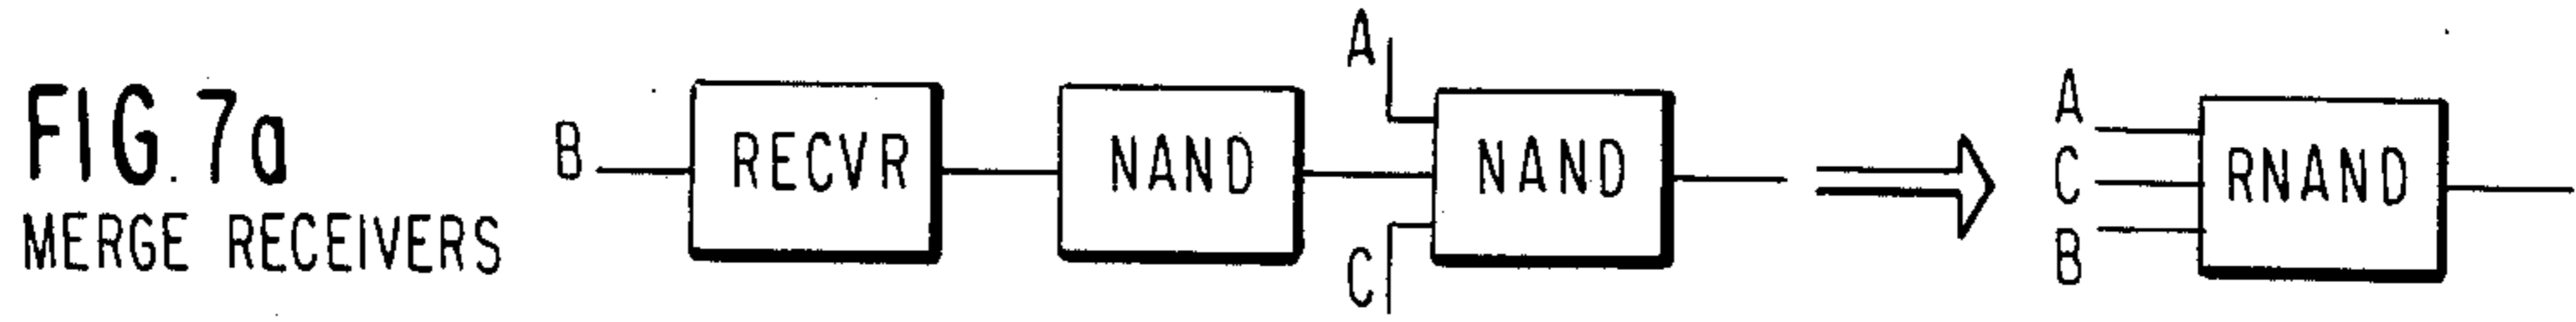 FIG. 7a
MERGE RECEIVERS
B
RECVR
NAND
A
C
NAND
A
C
B
RNAND